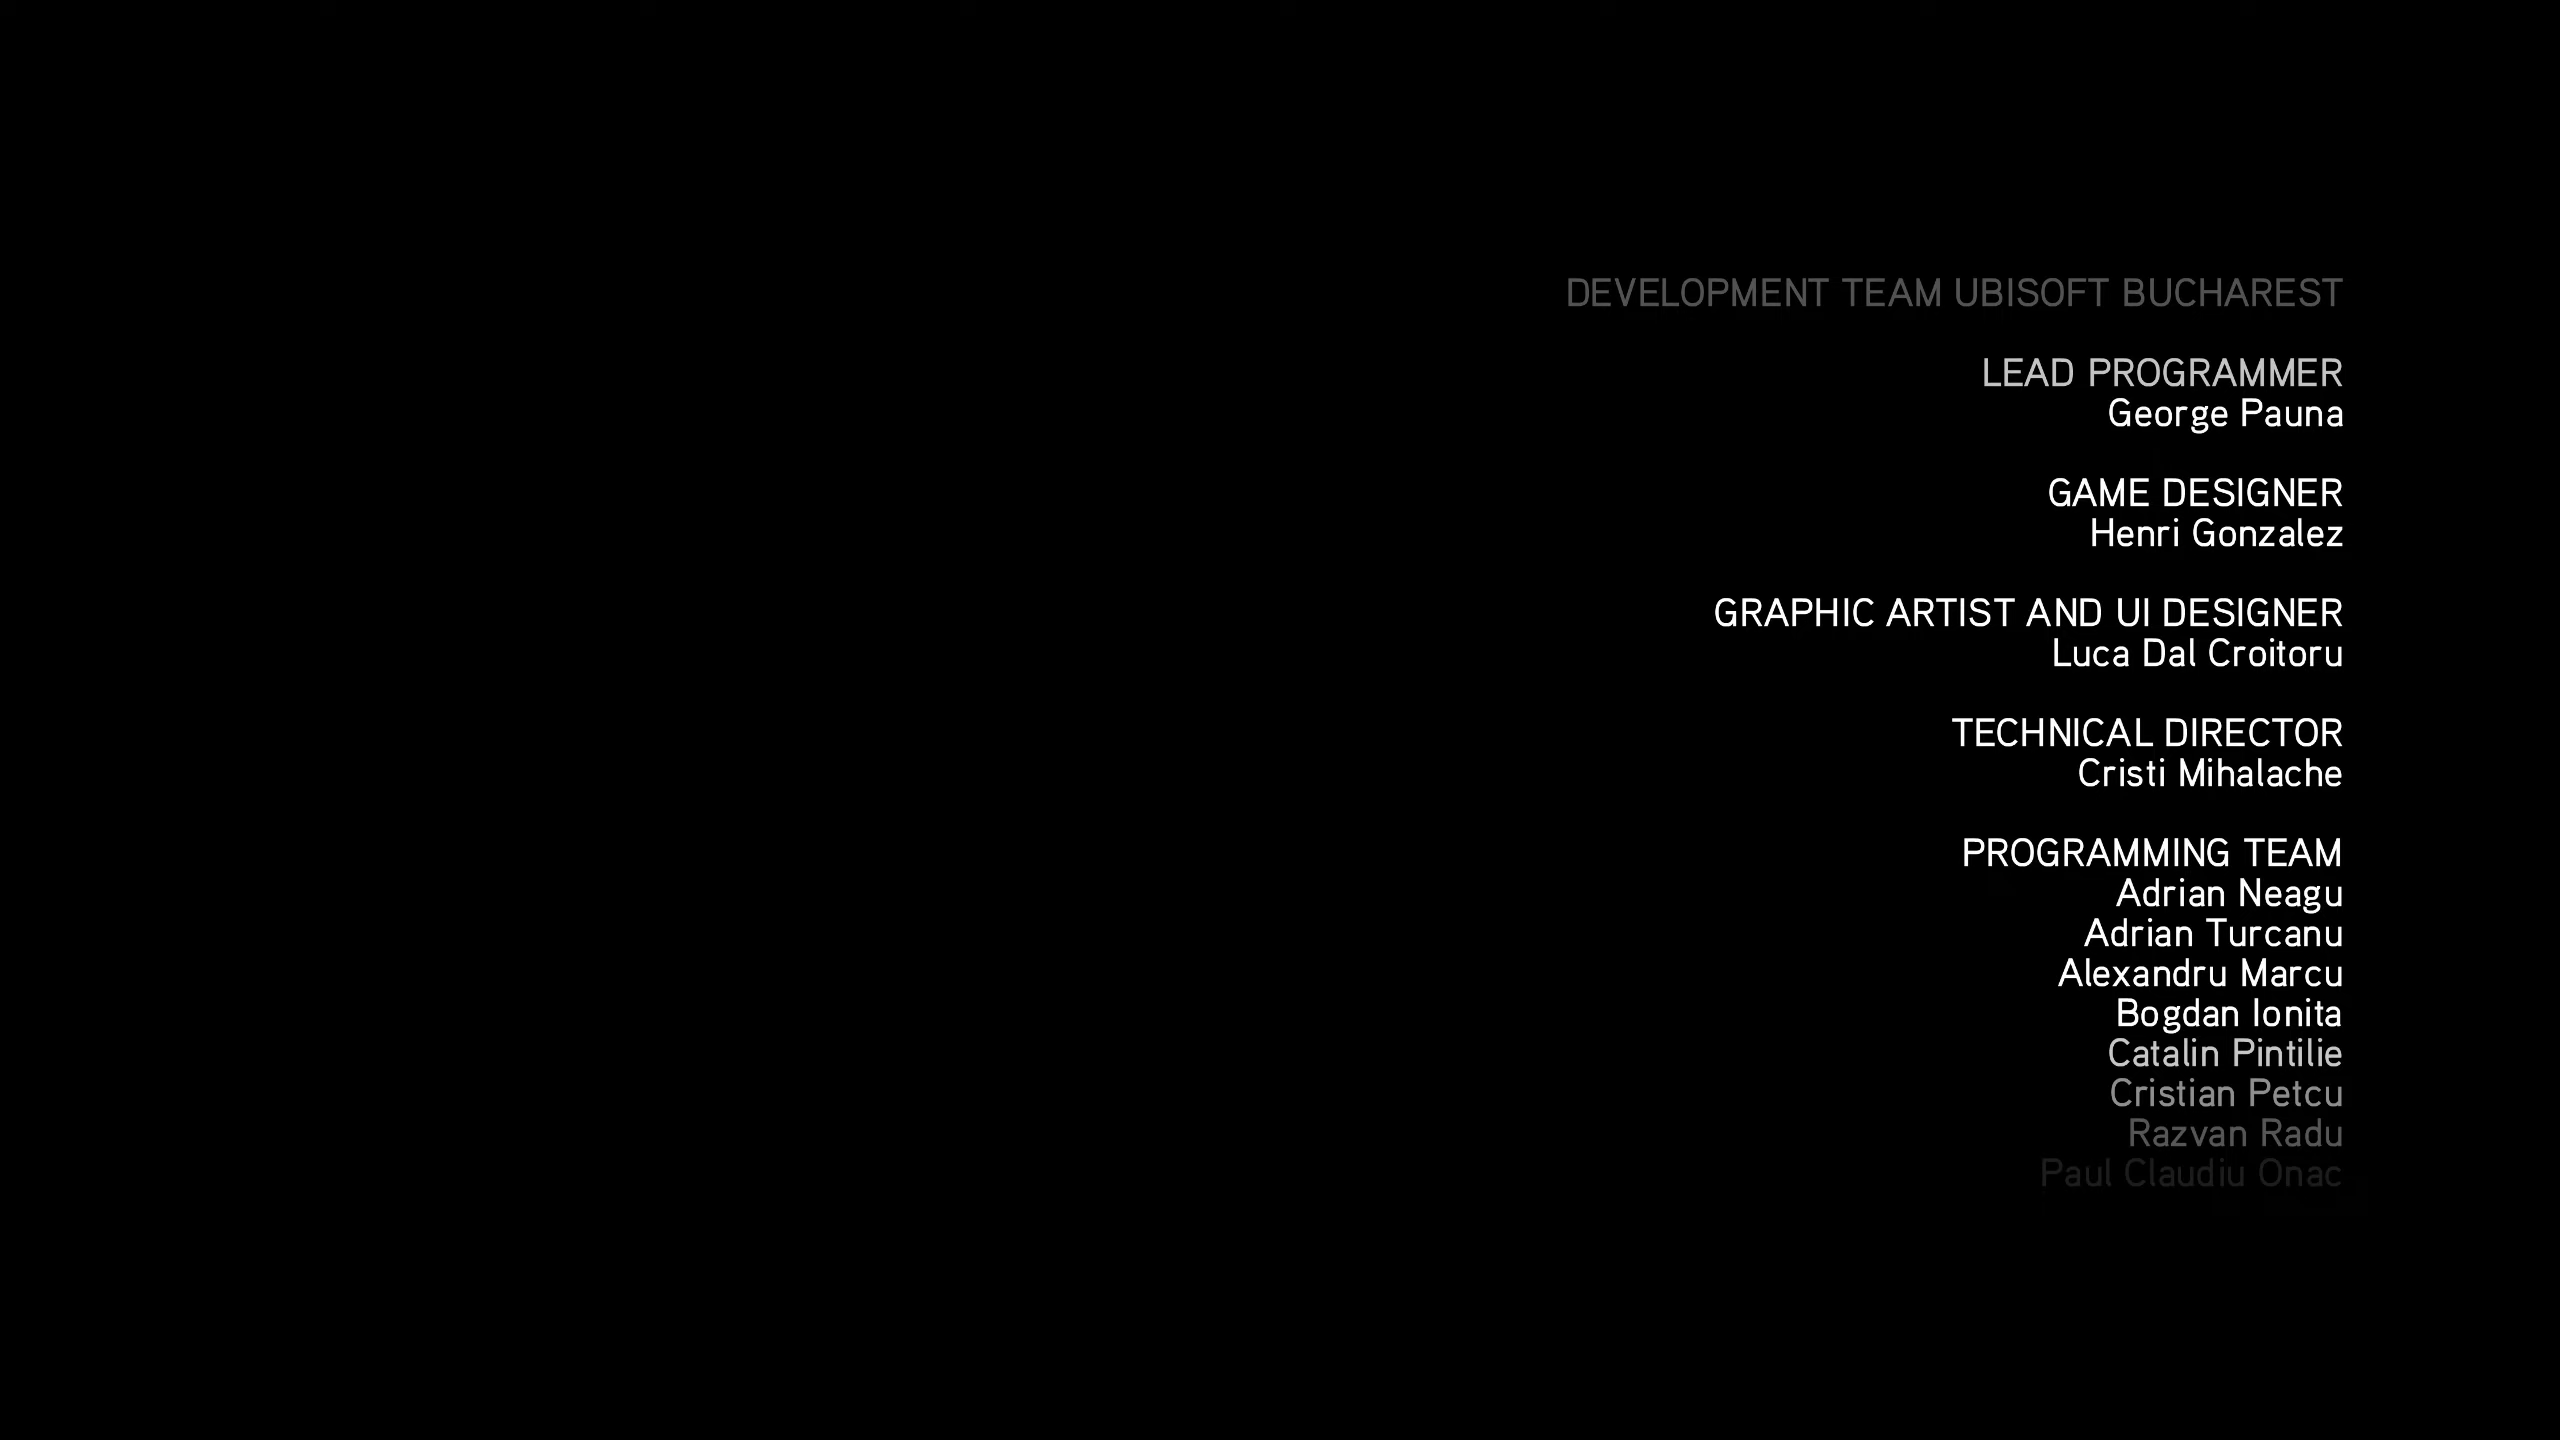 DEVELOPMENT TEAM UBISOFT BUCHAREST
LEAD PROGRAMMER
George Pauna
GAME DESIGNER
Henri Gonzalez
GRAPHIC ARTIST AND UI DESIGNER
Luca Dal Croitoru
TECHNICAL DIRECTOR
Cristi Mihalache
PROGRAMMING TEAM
Adrian Neagu
Adrian Turcanu
Alexandru Marcu
Bogdan Ionita
Catalin Pintilie
Cristian Petcu
Razvan Radu
Paul Claudiu Onac